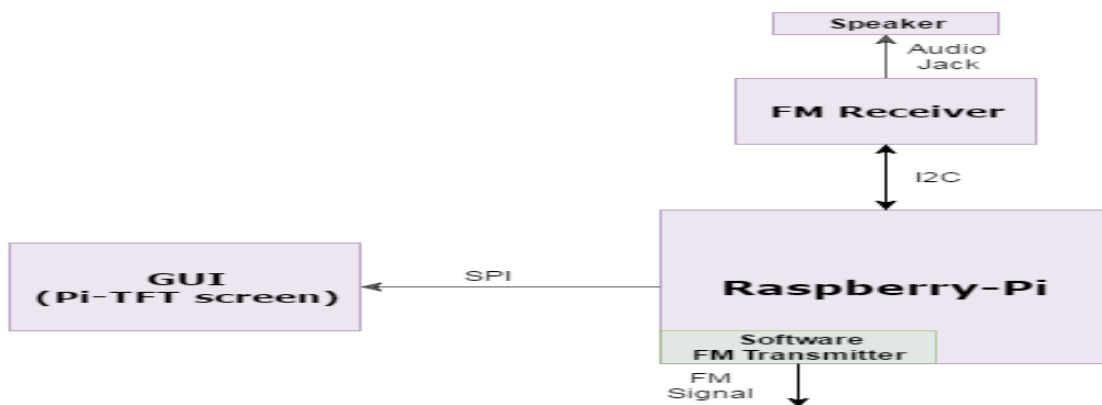 Speaker
Audio
Jack
FM Receiver
I2C
GUI
(Pi-TFT screen)
SPI
Raspberry-Pi
Software
FM Transmitter
FM
Signal